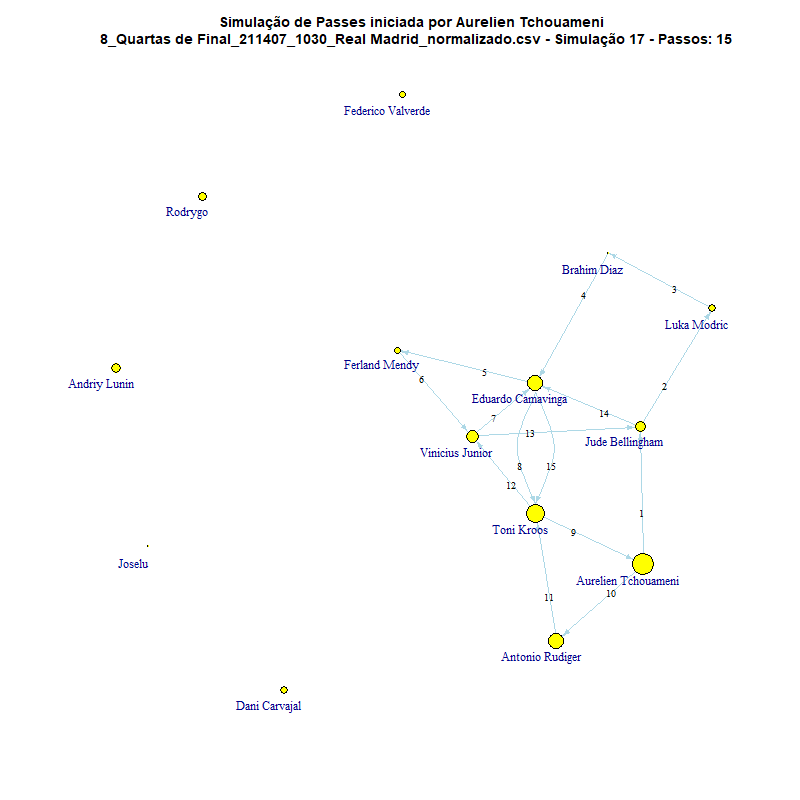 Simulação de Passes iniciada por Aurelien Tchouameni
8_Quartas de Final_211407_1030_Real Madrid_normalizado.csv - Simulação 17 - Passos: 15
Federico Valverde
Rodrygo
Brahim Diaz
3
4
Luka Modric
Ferland Mendy
5
6
2
Andriy Lunin
Eduardo Camavinga
14
7
13
Jude Bellingham
Vinicius Junior
8
15
12
1
Toni Kroos
9
Joselu
Aurelien Tchouameni
11
10
Antonio Rudiger
Dani Carvajal